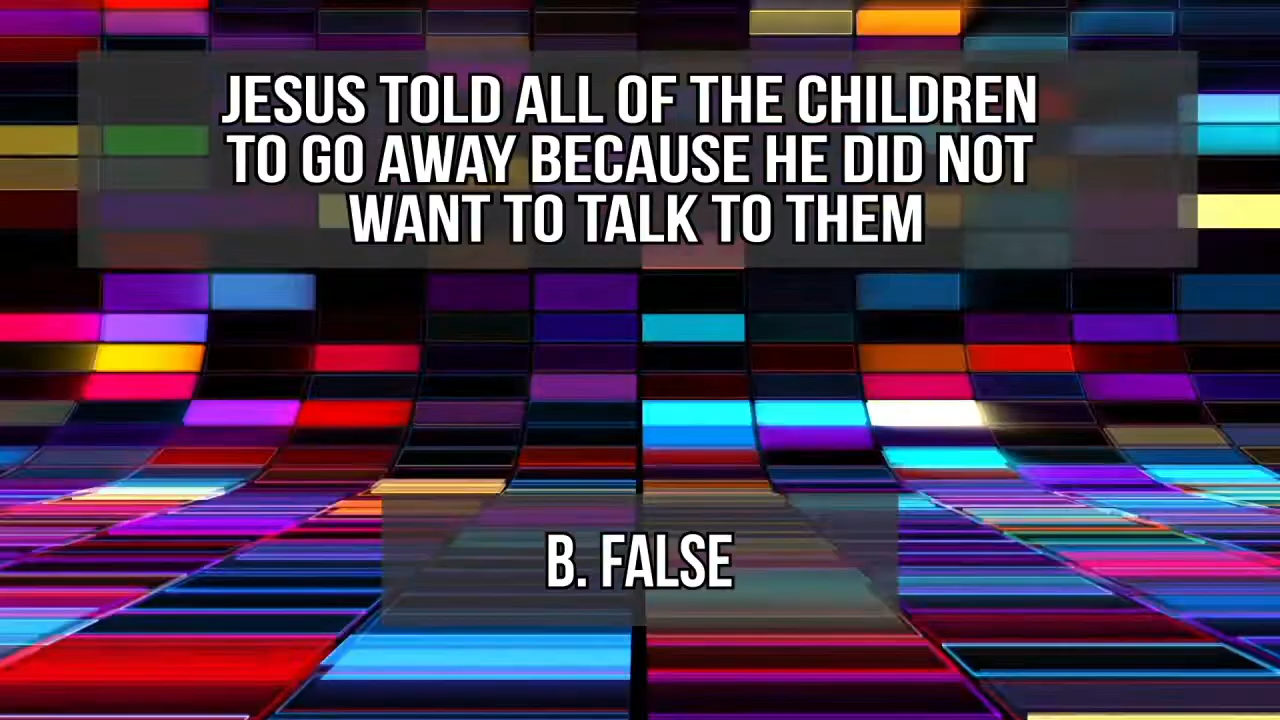 JESUS TOLD ALL OF THE CHILDREN
TO GO AWAY BECAUSE HE DID NOT
WANT TO TALK TO THEM
B. FALSE